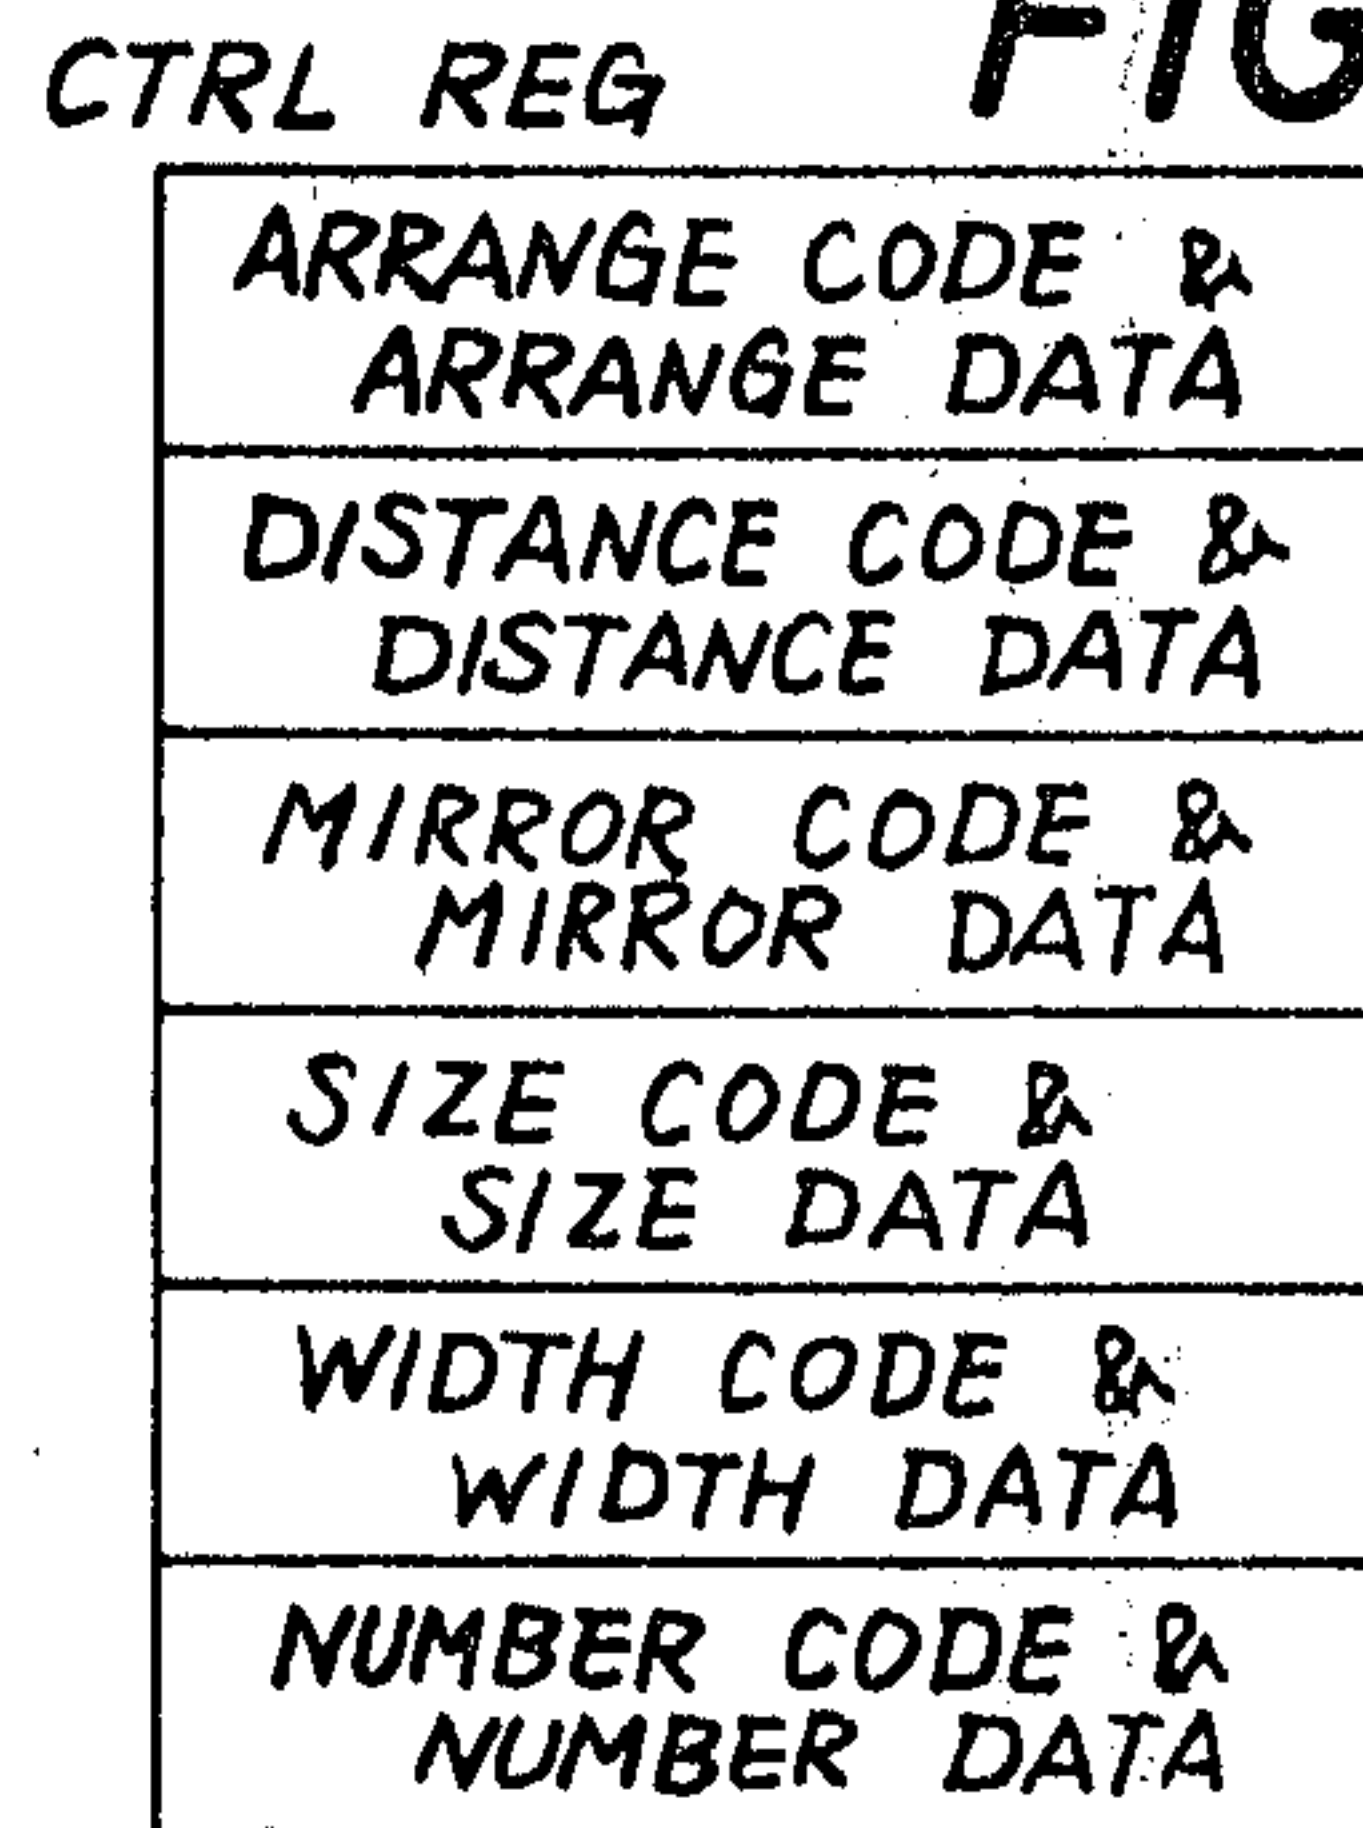 CTRL REG FIG
ARRANGE CODE &
ARRANGE DATA
DISTANCE CODE &
DISTANCE DATA
MIRROR CODE &
MIRROR DATA
SIZE CODE &
SIZE DATA
WIDTH CODE &
WIDTH DATA
NUMBER CODE &
NUMBER DATA